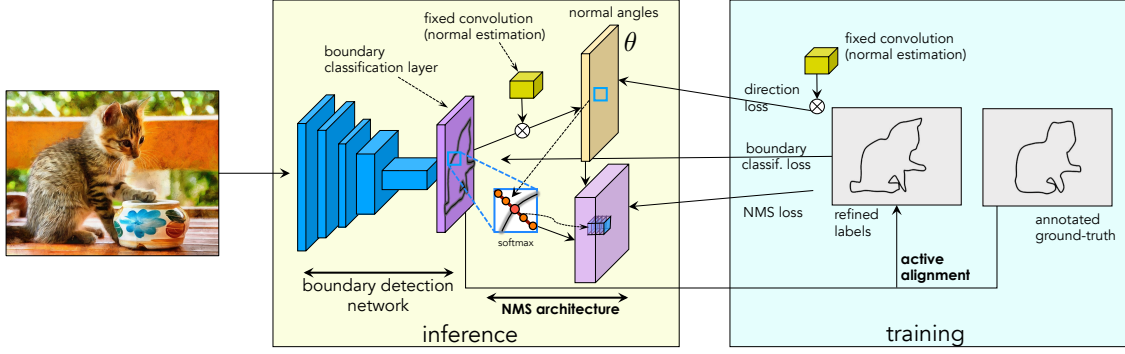 normal angles
θ
fixed convolution
(normal estimation)
boundary
classification layer
softmax
boundary detection
network
NMS architecture
inference
fixed convolution
(normal estimation)
direction
loss
boundary
classif. loss
NMS loss
refined
labels
annotated
ground-truth
active
alignment
training